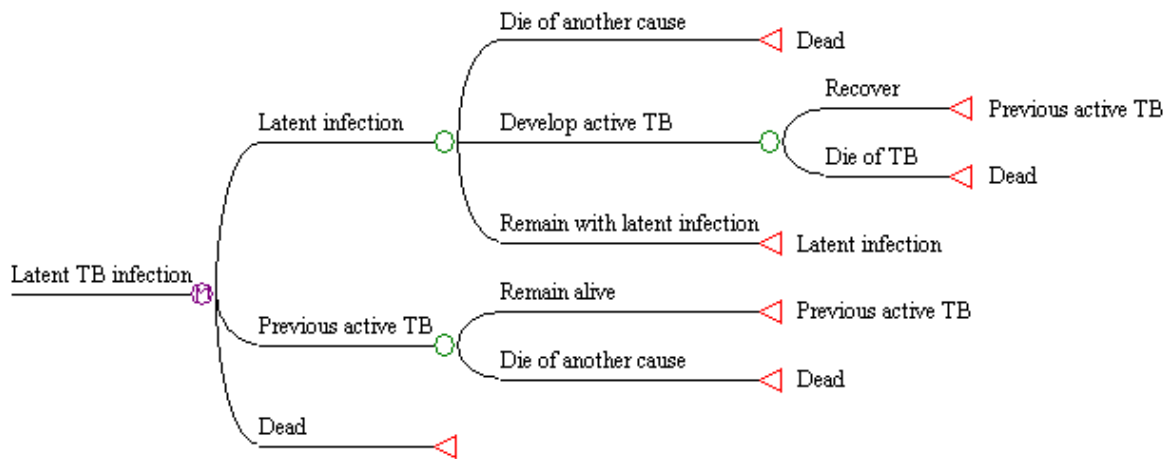 Die of another cause
Dead
Recover
Latent infection
Develop active TB
Previous active TB
Die of TB
Dead
Remain with latent infection
Latent infection
Latent TB infection
M
Remain alive
Previous active TB
Previous active TB
Die of another cause
Dead
Dead